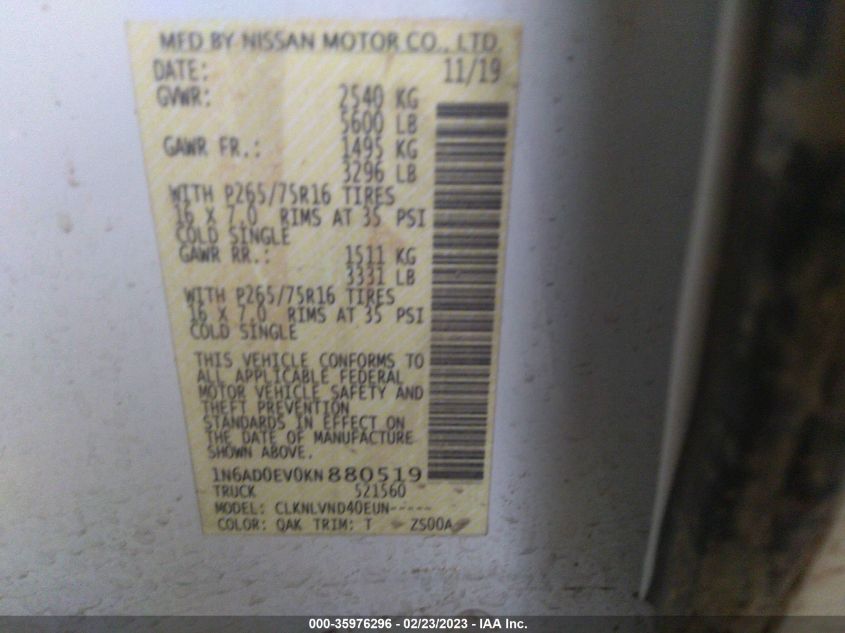 MFD BY NISSAN MOTOR CO., LTD.
DATE: 11/19
GVWR: 2540 KG
5600 LB
GAWR FR.: 1495 KG
3296 LB
WITH P265/75R16 TIRES
16 X 7.0 RIMS AT 35 PSI
COLD SINGLE
GAWR RR.: 1511 KG
3331 LB
WITH P265/75R16 TIRES
16 X 7.0 RIMS AT 35 PSI
COLD SINGLE
THIS VEHICLE CONFORMS TO
ALL APPLICABLE FEDERAL
MOTOR VEHICLE SAFETY AND
THEFT PREVENTION
STANDARDS IN EFFECT ON
THE DATE OF MANUFACTURE
SHOWN ABOVE.
1N6AD0EV0KN880519
TRUCK 521560
MODEL: CLKNLVND40EUN-----
COLOR: QAK TRIM: T ZS00A
000-35976296 - 02/23/2023 - IAA Inc.